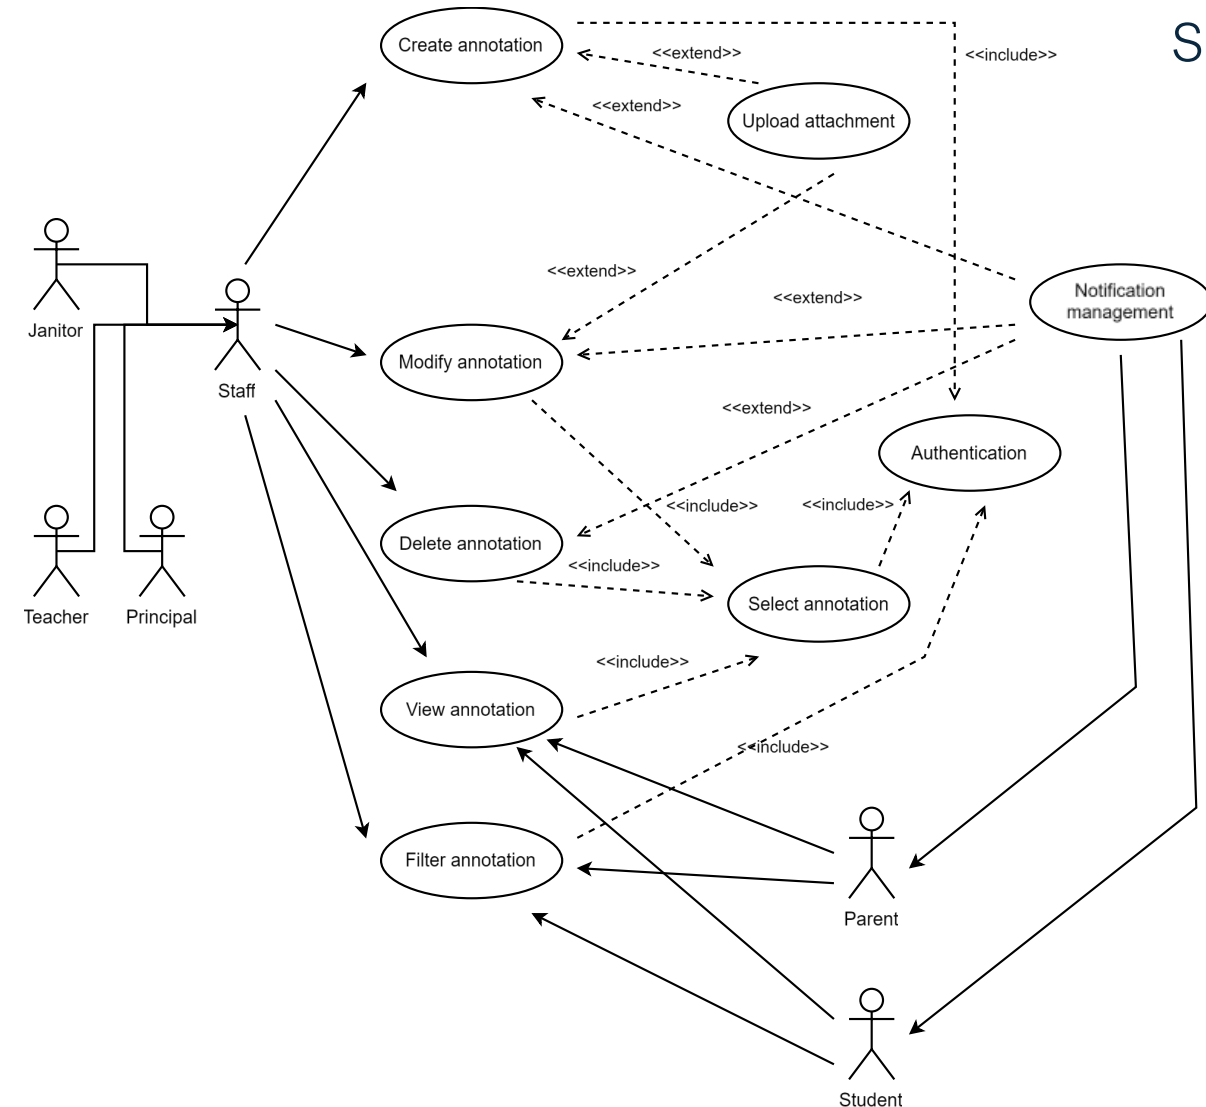 S
Create annotation
<<extend>>
<<include>>
<<extend>>
Upload attachment
<<extend>>
Notification
management
<<extend>>
Janitor
Modify annotation
Staff
<<extend>>
Authentication
<<include>>
<<include>>
Delete annotation
<<include>>
Select annotation
Teacher
Principal
<<include>>
View annotation
<<include>>
Filter annotation
Parent
Student